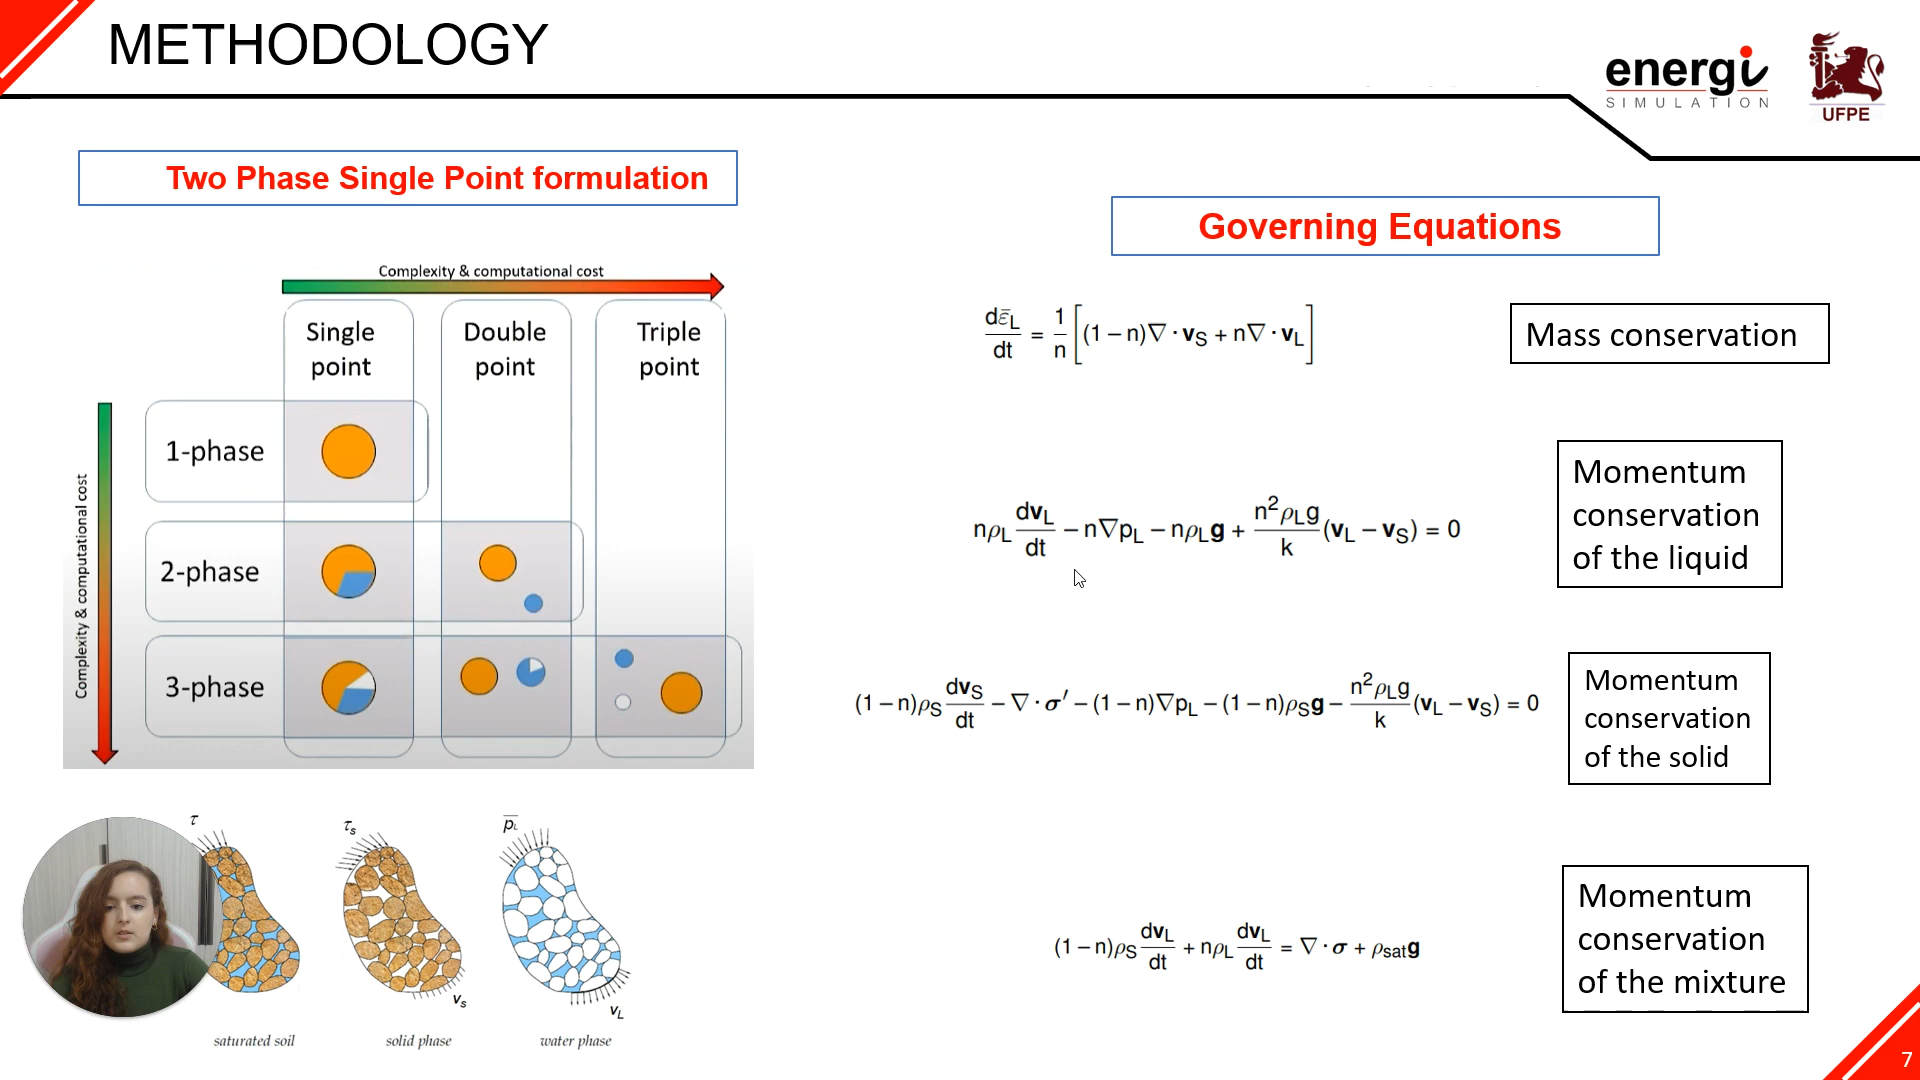 METHODOLOGY
energi
SIMULATION
UFPE
Two Phase Single Point formulation
Complexity & computational cost
Single point
Double point
Triple point
1-phase
2-phase
3-phase
Complexity & computational cost
τ
τs
p̅L
vs
vL
saturated soil
solid phase
water phase
Governing Equations
dε̄L/dt = 1/n [(1 – n)∇ · vS + n∇ · vL]
Mass conservation
nρL dvL/dt – n∇pL – nρLg + n²ρLg/k (vL – vS) = 0
Momentum
conservation
of the liquid
(1 – n)ρS dvS/dt – ∇ · σ′ – (1 – n)∇pL – (1 – n)ρSg – n²ρLg/k (vL – vS) = 0
Momentum
conservation
of the solid
(1 – n)ρS dvL/dt + nρL dvL/dt = ∇ · σ + ρsatg
Momentum
conservation
of the mixture
7